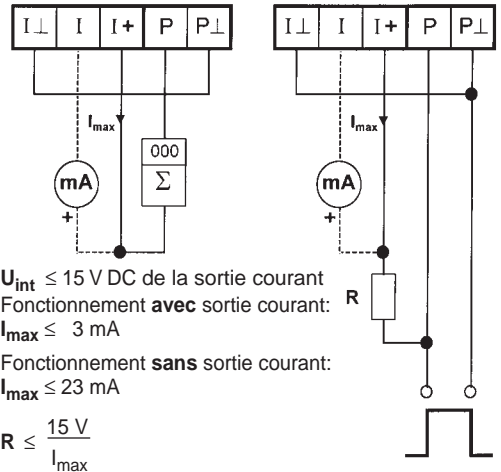 I⊥ I I+ P P⊥
I⊥ I I+ P P⊥
Imax
Imax
000
Σ
mA
+
mA
+
R
Uint ≤ 15 V DC de la sortie courant
Fonctionnement avec sortie courant:
Imax ≤ 3 mA
Fonctionnement sans sortie courant:
Imax ≤ 23 mA
R ≤ 15 V
Imax